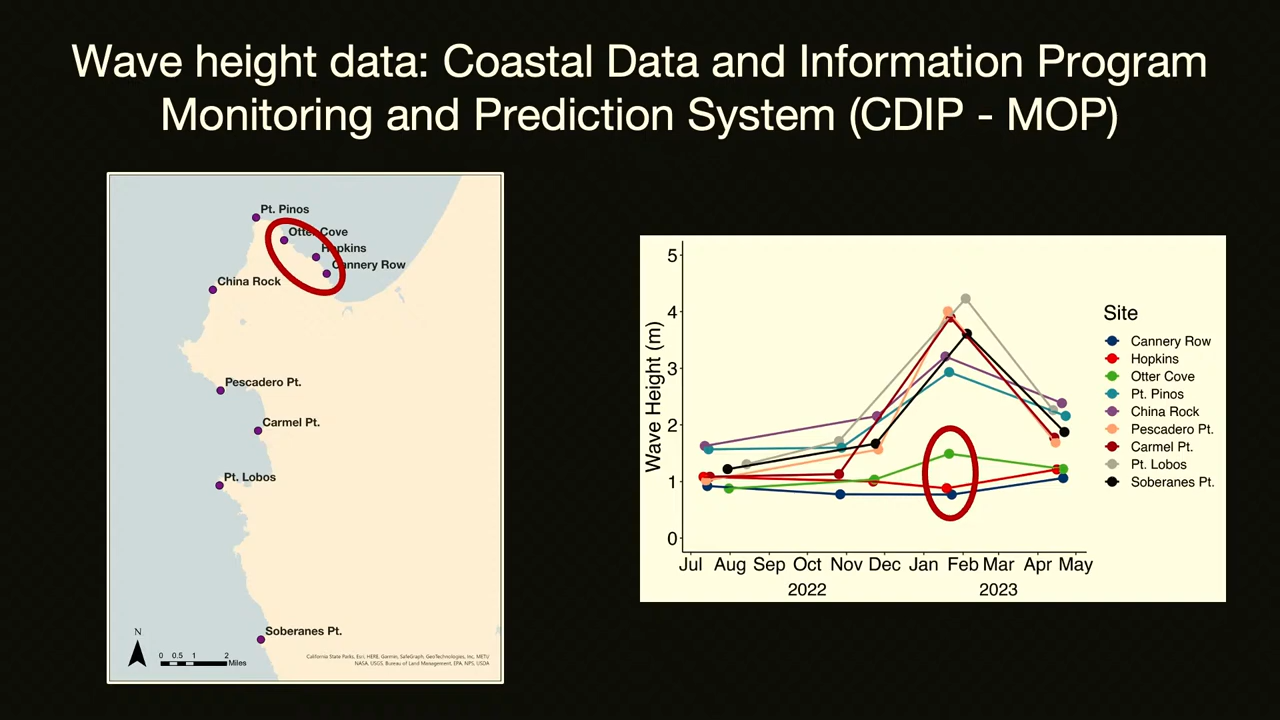 Wave height data: Coastal Data and Information Program
Monitoring and Prediction System (CDIP - MOP)
Pt. Pinos
Otter Cove
Hopkins
Cannery Row
China Rock
Pescadero Pt.
Carmel Pt.
Pt. Lobos
Soberanes Pt.
N
0 0.5 1 2
Miles
California State Parks, Esri, HERE, Garmin, SafeGraph, GeoTechnologies, Inc, METI/
NASA, USGS, Bureau of Land Management, EPA, NPS, USDA
Wave Height (m)
5
4
3
2
1
0
Jul Aug Sep Oct Nov Dec Jan Feb Mar Apr May
2022 2023
Site
Cannery Row
Hopkins
Otter Cove
Pt. Pinos
China Rock
Pescadero Pt.
Carmel Pt.
Pt. Lobos
Soberanes Pt.